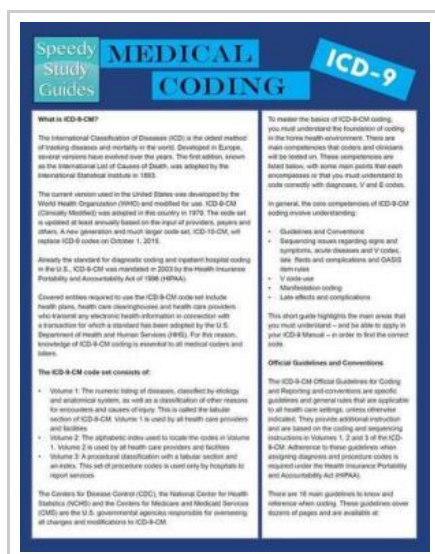 Speedy
Study
Guides
MEDICAL
CODING
ICD-9
What is ICD-9-CM?
The International Classification of Diseases (ICD) is the oldest method
of tracking diseases and mortality in the world. Developed in Europe,
several versions have evolved over the years. The first edition, known
as the International List of Causes of Death, was adopted by the
International Statistical Institute in 1893.
The current version used in the United States was developed by the
World Health Organization (WHO) and modified for use. ICD-9-CM
(Clinically Modified) was adopted in this country in 1979. The code set
is updated at least annually based on the input of providers, payers and
others. A new generation and much larger code set, ICD-10-CM, will
replace ICD-9 codes on October 1, 2015.
Already the standard for diagnostic coding and inpatient hospital coding
in the U.S., ICD-9-CM was mandated in 2003 by the Health Insurance
Portability and Accountability Act of 1996 (HIPAA).
Covered entities required to use the ICD-9-CM code set include
health plans, health care clearinghouses and health care providers
who transmit any electronic health information in connection with
a transaction for which a standard has been adopted by the U.S.
Department of Health and Human Services (HHS). For this reason,
knowledge of ICD-9-CM coding is essential to all medical coders and
billers.
The ICD-9-CM code set consists of:
• Volume 1: The numeric listing of diseases, classified by etiology
and anatomical system, as well as a classification of other reasons
for encounters and causes of injury. This is called the tabular
section of ICD-9-CM. Volume 1 is used by all health care providers
and facilities
• Volume 2: The alphabetic index used to locate the codes in Volume
1. Volume 2 is used by all health care providers and facilities
• Volume 3: A procedural classification with a tabular section and
an index. This set of procedure codes is used only by hospitals to
report services
The Centers for Disease Control (CDC), the National Center for Health
Statistics (NCHS) and the Centers for Medicare and Medicaid Services
(CMS) are the U.S. governmental agencies responsible for overseeing
all changes and modifications to ICD-9-CM.
To master the basics of ICD-9-CM coding,
you must understand the foundation of coding
in the home health environment. There are
main competencies that coders and clinicians
will be tested on. These competencies are
listed below, with some main points that each
encompasses or that you must understand to
code correctly with diagnoses, V and E codes.
In general, the core competencies of ICD-9-CM
coding involve understanding:
• Guidelines and Conventions
• Sequencing issues regarding signs and
symptoms, acute diseases and V codes,
late effects and complications and OASIS
item rules
• V code use
• Manifestation coding
• Late effects and complications
This short guide highlights the main areas that
you must understand – and be able to apply in
your ICD-9 Manual – in order to find the correct
code.
Official Guidelines and Conventions
The ICD-9-CM Official Guidelines for Coding
and Reporting and conventions are specific
guidelines and general rules that are applicable
to all health care settings, unless otherwise
indicated. They provide additional instruction
and are based on the coding and sequencing
instructions in Volumes 1, 2 and 3 of the ICD-
9-CM. Adherence to these guidelines when
assigning diagnosis and procedure codes is
required under the Health Insurance Portability
and Accountability Act (HIPAA).
There are 16 main guidelines to know and
reference when coding. These guidelines cover
dozens of pages and are available at: